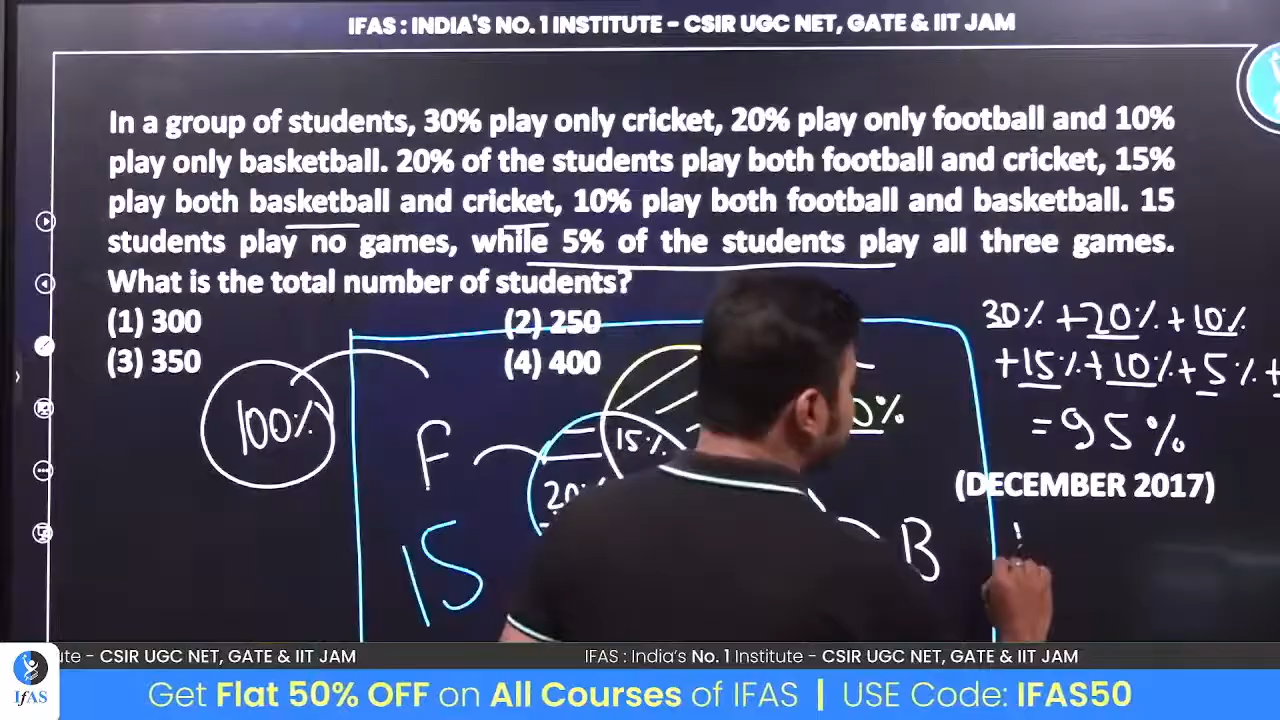 IFAS : INDIA'S NO. 1 INSTITUTE - CSIR UGC NET, GATE & IIT JAM
In a group of students, 30% play only cricket, 20% play only football and 10%
play only basketball. 20% of the students play both football and cricket, 15%
play both basketball and cricket, 10% play both football and basketball. 15
students play no games, while 5% of the students play all three games.
What is the total number of students?
(1) 300 (2) 250
(3) 350 (4) 400
30% + 20% + 10%
+ 15% + 10% + 5% +
= 95%
(DECEMBER 2017)
100%
F
15%
0%
15
B
ute - CSIR UGC NET, GATE & IIT JAM IFAS : India's No. 1 Institute - CSIR UGC NET, GATE & IIT JAM
IFAS
Get Flat 50% OFF on All Courses of IFAS | USE Code: IFAS50